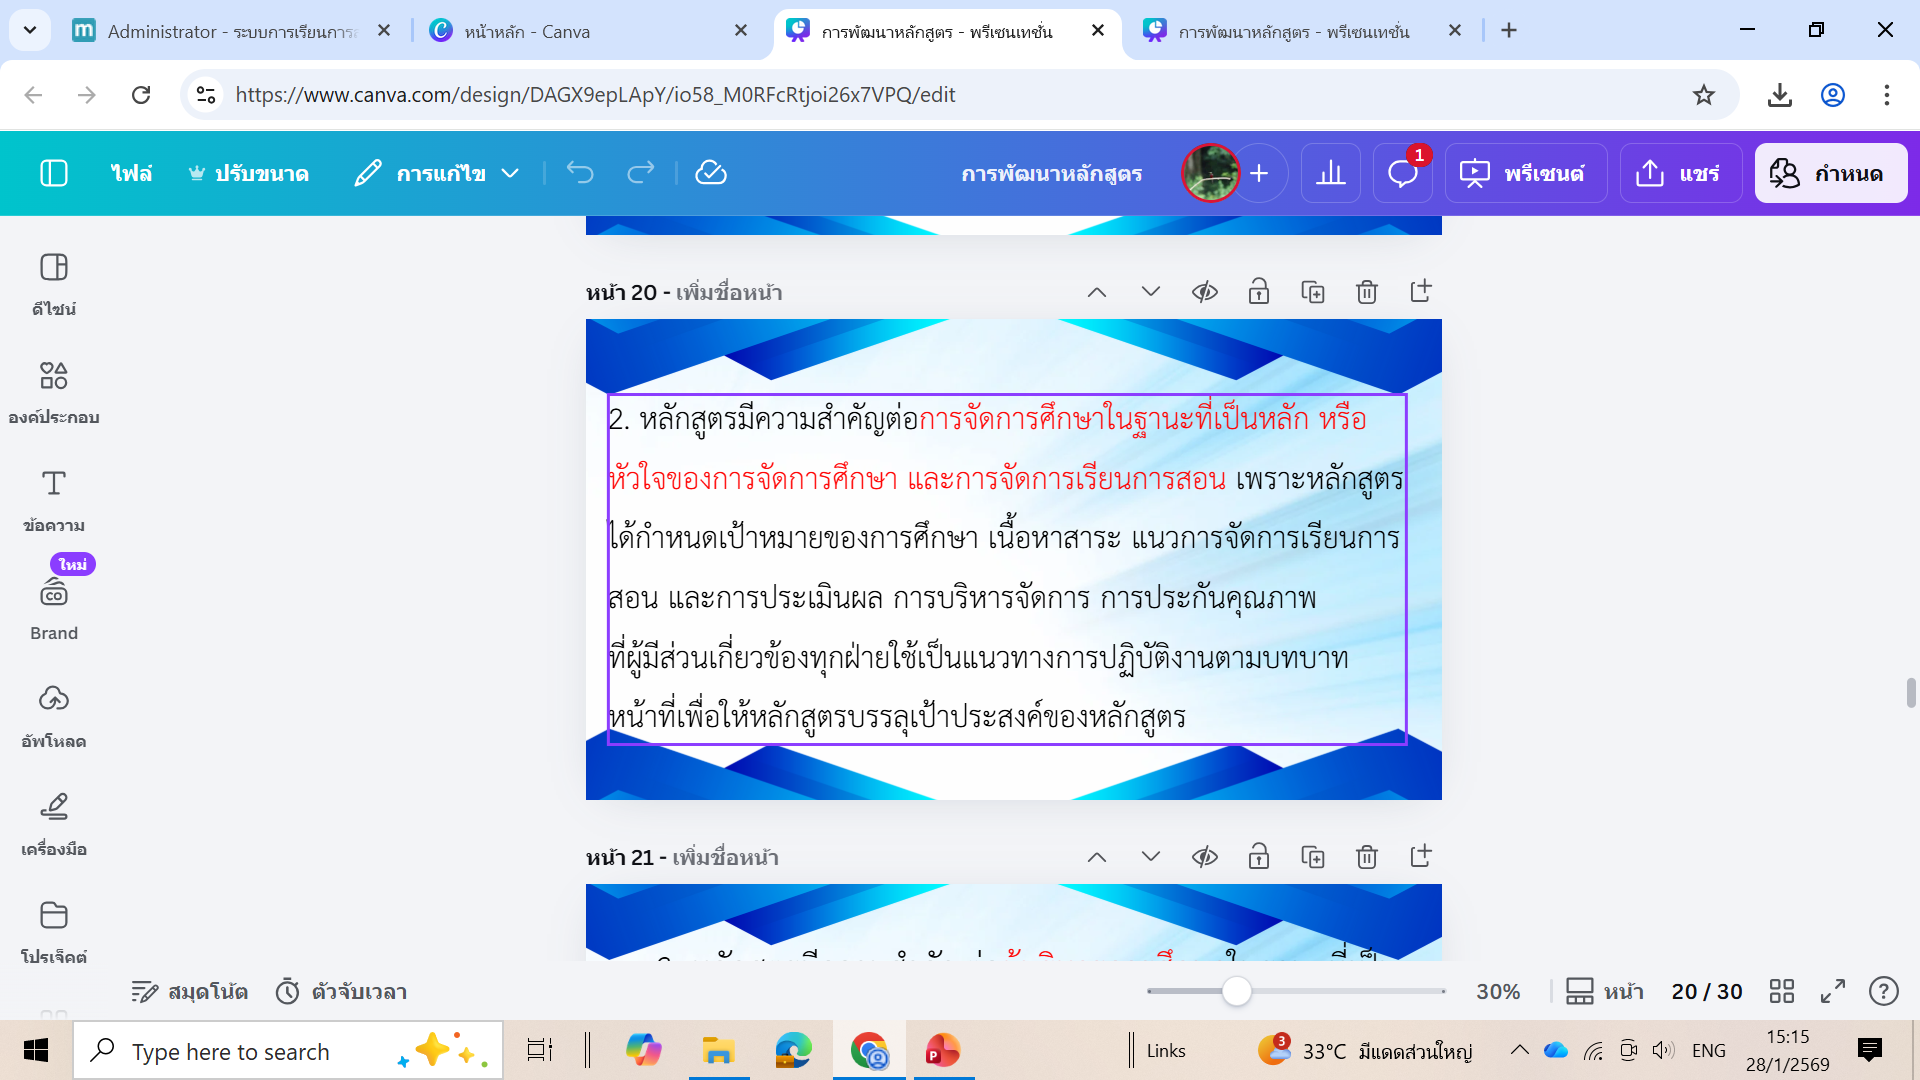 Administrator - ระบบการเรียนการส
หน้าหลัก - Canva
การพัฒนาหลักสูตร - พรีเซนเทชั่น
การพัฒนาหลักสูตร - พรีเซนเทชั่น
https://www.canva.com/design/DAGX9epLApY/io58_M0RFcRtjoi26x7VPQ/edit
ไฟล์
ปรับขนาด
การแก้ไข
การพัฒนาหลักสูตร
1
พรีเซนต์
แชร์
กำหนด
ดีไซน์
องค์ประกอบ
ข้อความ
ใหม่
Brand
อัพโหลด
เครื่องมือ
โปรเจ็คต์
หน้า 20 - เพิ่มชื่อหน้า
2. หลักสูตรมีความสำคัญต่อการจัดการศึกษาในฐานะที่เป็นหลัก หรือ
หัวใจของการจัดการศึกษา และการจัดการเรียนการสอน เพราะหลักสูตร
ได้กำหนดเป้าหมายของการศึกษา เนื้อหาสาระ แนวการจัดการเรียนการ
สอน และการประเมินผล การบริหารจัดการ การประกันคุณภาพ
ที่ผู้มีส่วนเกี่ยวข้องทุกฝ่ายใช้เป็นแนวทางการปฏิบัติงานตามบทบาท
หน้าที่เพื่อให้หลักสูตรบรรลุเป้าประสงค์ของหลักสูตร
หน้า 21 - เพิ่มชื่อหน้า
สมุดโน้ต
ตัวจับเวลา
30%
หน้า
20 / 30
Type here to search
Links
3
33°C มีแดดส่วนใหญ่
ENG
15:15
28/1/2569